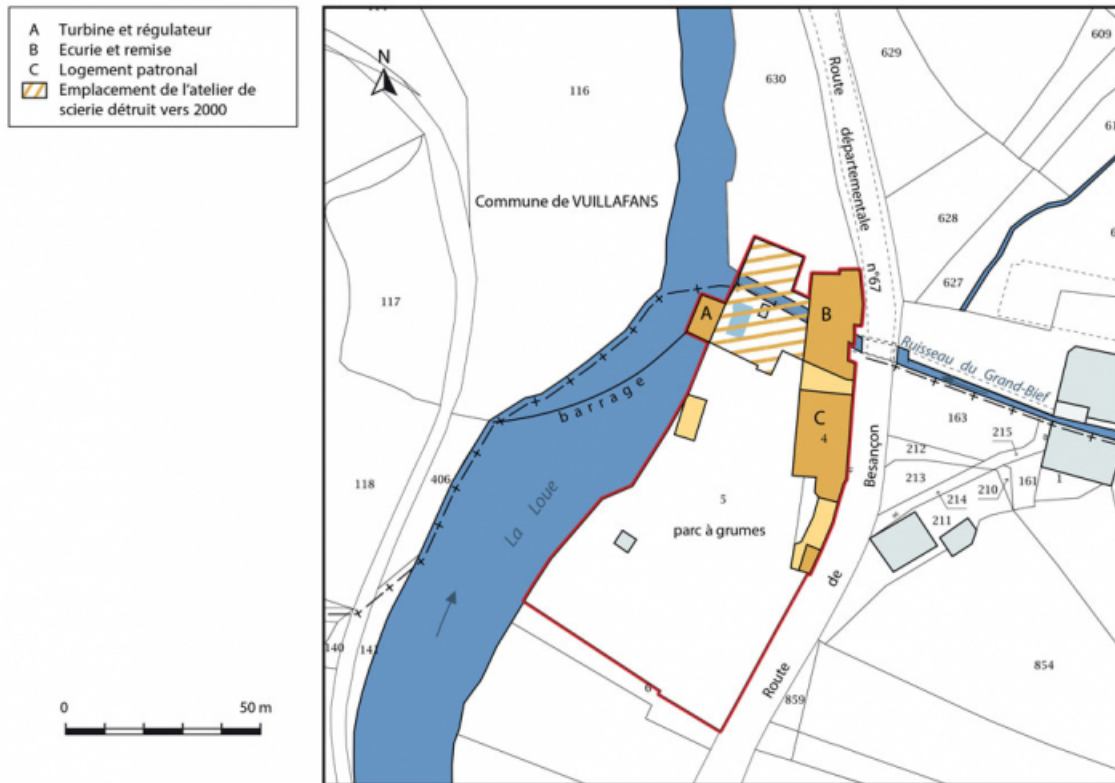 A Turbine et régulateur
B Ecurie et remise
C Logement patronal
Emplacement de l'atelier de
scierie détruit vers 2000
N
0 50 m
116
630
629
609
Route
départementale
n°67
Commune de VUILLAFANS
628
627
117
A
B
Ruisseau du Grand-Bief
barrage
C
4
163
215
212
213
214
210
161
1
211
118
406
La Loue
5
parc à grumes
Besançon
de
Route
140
141
6
859
854